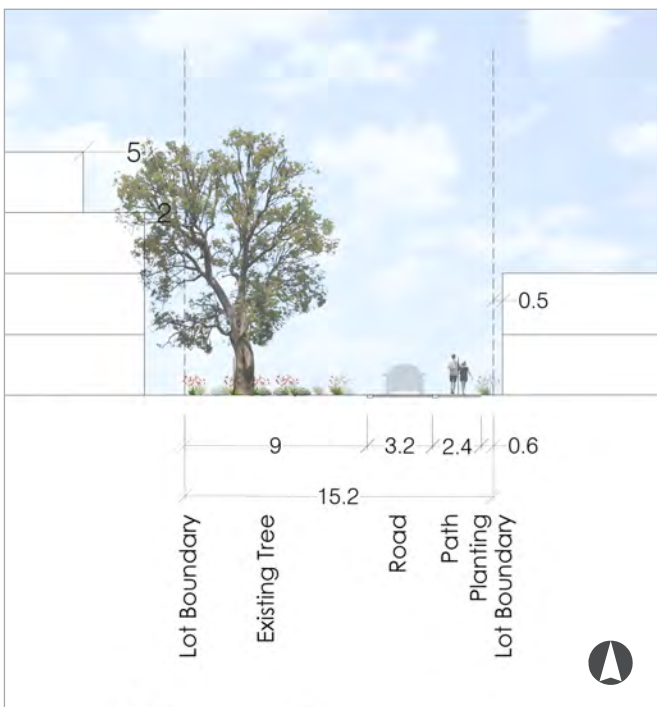 5
2
0.5
9
3.2
2.4
0.6
15.2
Lot Boundary
Existing Tree
Road
Path
Planting
Lot Boundary